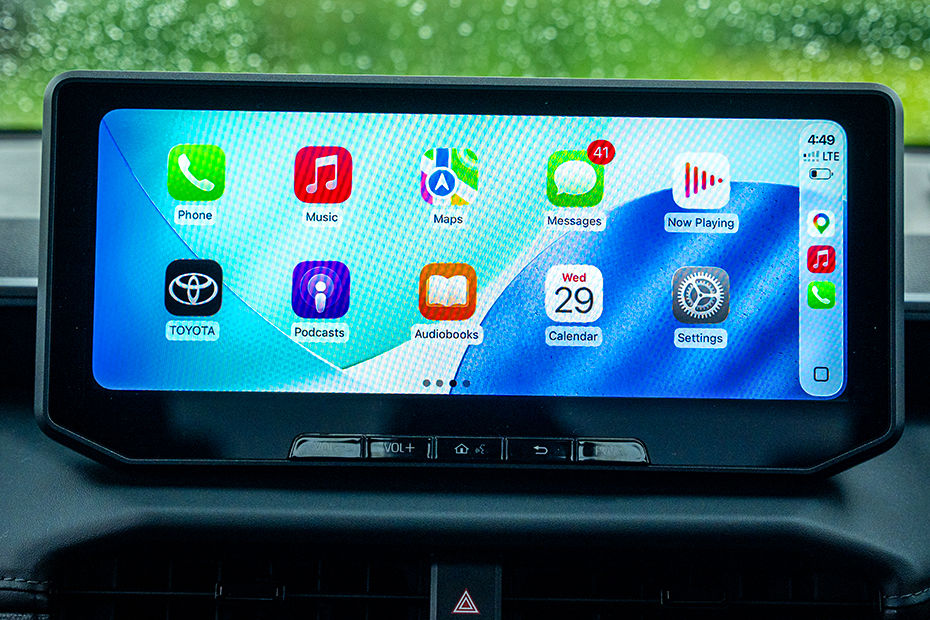 4:49
LTE
41
Phone
Music
Maps
Messages
Now Playing
Wed
29
TOYOTA
Podcasts
Audiobooks
Calendar
Settings
VOL+